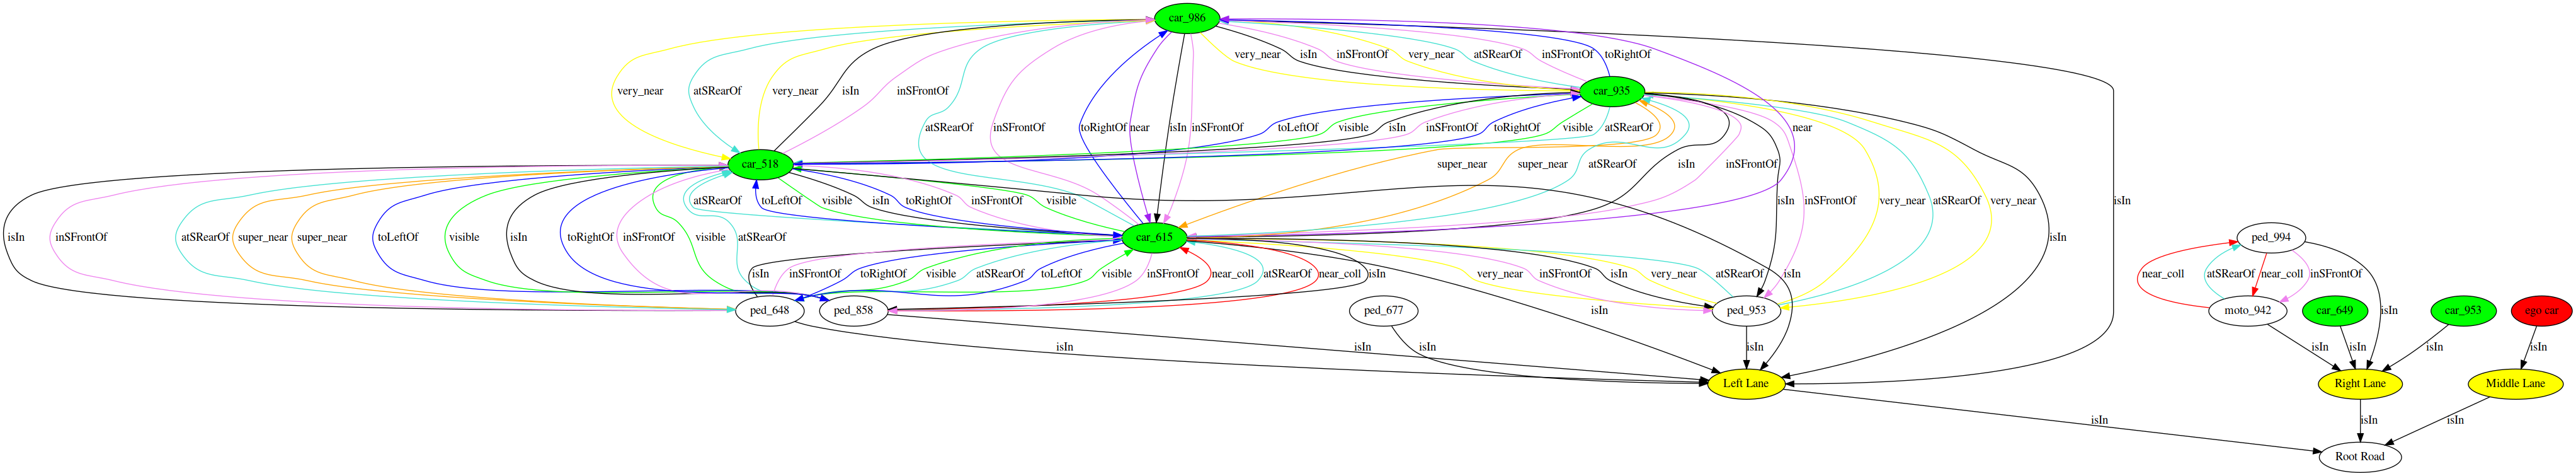 car_986
very_near isIn inSFrontOf very_near atSRearOf inSFrontOf toRightOf
car_935
very_near atSRearOf very_near isIn inSFrontOf
atSRearOf inSFrontOf toRightOf near isIn inSFrontOf toLeftOf visible isIn inSFrontOf toRightOf visible atSRearOf near
car_518
super_near super_near atSRearOf isIn inSFrontOf
atSRearOf toLeftOf visible isIn toRightOf inSFrontOf visible isIn inSFrontOf very_near atSRearOf very_near isIn
isIn inSFrontOf atSRearOf super_near super_near toLeftOf visible isIn toRightOf inSFrontOf visible atSRearOf car_615 isIn ped_994
isIn inSFrontOf toRightOf visible atSRearOf toLeftOf visible inSFrontOf near_coll atSRearOf near_coll isIn very_near inSFrontOf isIn very_near atSRearOf isIn near_coll atSRearOf near_coll inSFrontOf
ped_648 ped_858 ped_677 isIn ped_953 moto_942 car_649 isIn car_953 ego car
isIn isIn isIn isIn isIn isIn isIn isIn
Left Lane Right Lane Middle Lane
isIn isIn isIn
Root Road